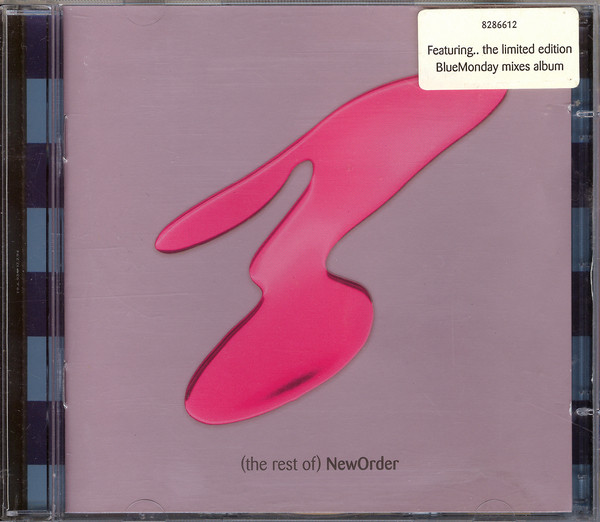 8286612
Featuring.. the limited edition
BlueMonday mixes album
(the rest of) NewOrder